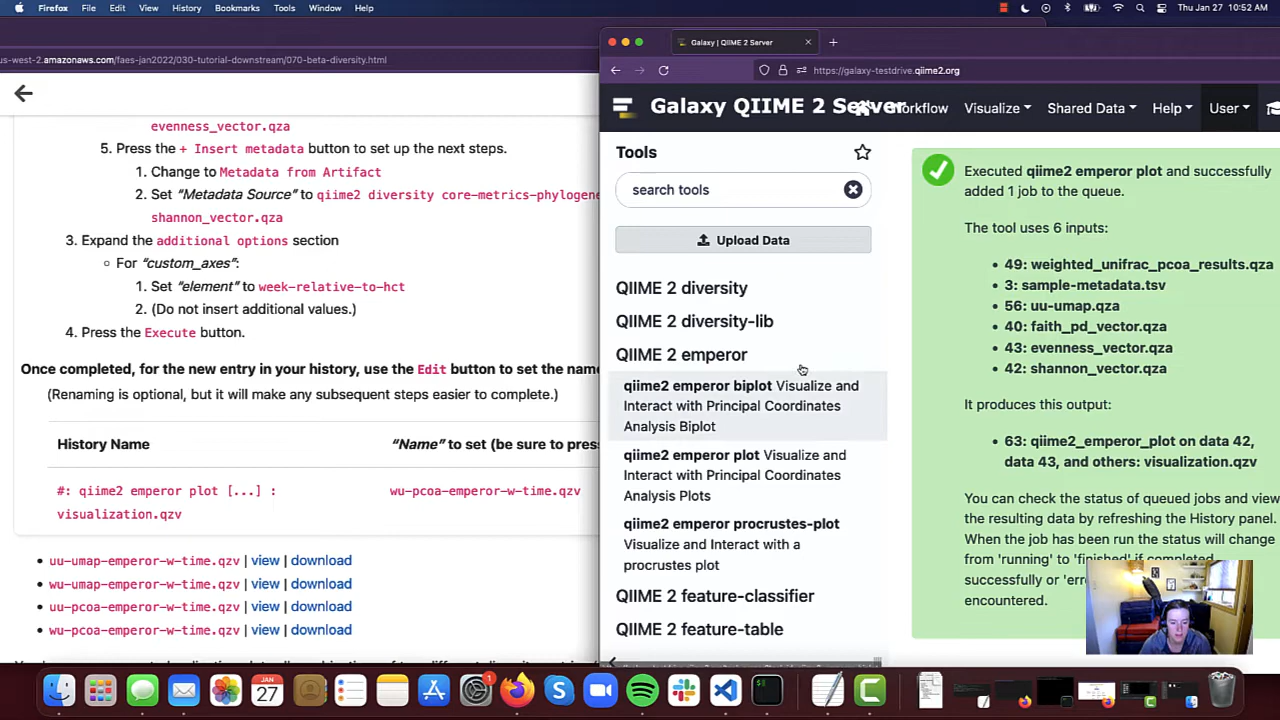 Firefox File Edit View History Bookmarks Tools Window Help
Thu Jan 27 10:52 AM
us-west-2.amazonaws.com/faes-jan2022/030-tutorial-downstream/070-beta-diversity.html
evenness_vector.qza
5. Press the + Insert metadata button to set up the next steps.
1. Change to Metadata from Artifact
2. Set “Metadata Source” to qiime2 diversity core-metrics-phylogene
shannon_vector.qza
3. Expand the additional options section
For “custom_axes”:
1. Set “element” to week-relative-to-hct
2. (Do not insert additional values.)
4. Press the Execute button.
Once completed, for the new entry in your history, use the Edit button to set the name
(Renaming is optional, but it will make any subsequent steps easier to complete.)
History Name
“Name” to set (be sure to press
#: qiime2 emperor plot [...] :
visualization.qzv
wu-pcoa-emperor-w-time.qzv
uu-umap-emperor-w-time.qzv | view | download
wu-umap-emperor-w-time.qzv | view | download
uu-pcoa-emperor-w-time.qzv | view | download
wu-pcoa-emperor-w-time.qzv | view | download
Galaxy | QIIME 2 Server
https://galaxy-testdrive.qiime2.org
Galaxy QIIME 2 Server
Workflow Visualize Shared Data Help User
Tools
search tools
Upload Data
QIIME 2 diversity
QIIME 2 diversity-lib
QIIME 2 emperor
qiime2 emperor biplot Visualize and
Interact with Principal Coordinates
Analysis Biplot
qiime2 emperor plot Visualize and
Interact with Principal Coordinates
Analysis Plots
qiime2 emperor procrustes-plot
Visualize and Interact with a
procrustes plot
QIIME 2 feature-classifier
QIIME 2 feature-table
Executed qiime2 emperor plot and successfully
added 1 job to the queue.
The tool uses 6 inputs:
49: weighted_unifrac_pcoa_results.qza
3: sample-metadata.tsv
56: uu-umap.qza
40: faith_pd_vector.qza
43: evenness_vector.qza
42: shannon_vector.qza
It produces this output:
63: qiime2_emperor_plot on data 42,
data 43, and others: visualization.qzv
You can check the status of queued jobs and view
the resulting data by refreshing the History panel.
When the job has been run the status will change
from 'running' to 'finished' if completed
successfully or 'err
encountered.